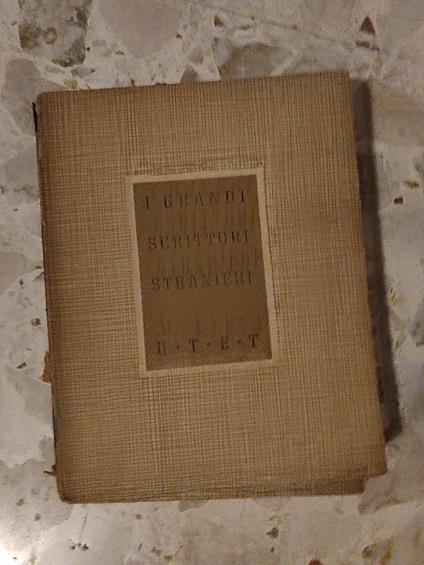 I GRANDI
SCRITTORI
STRANIERI
U·T·E·T